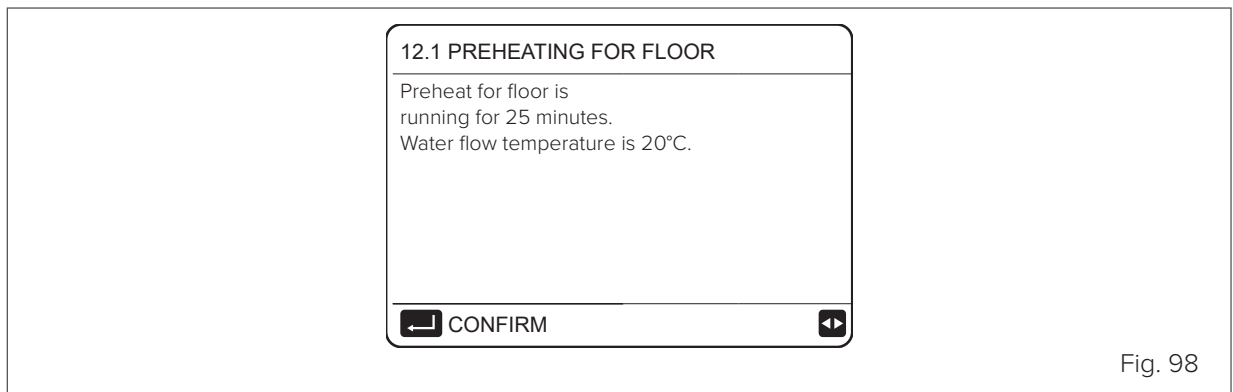 12.1 PREHEATING FOR FLOOR
Preheat for floor is
running for 25 minutes.
Water flow temperature is 20°C.
CONFIRM
Fig. 98